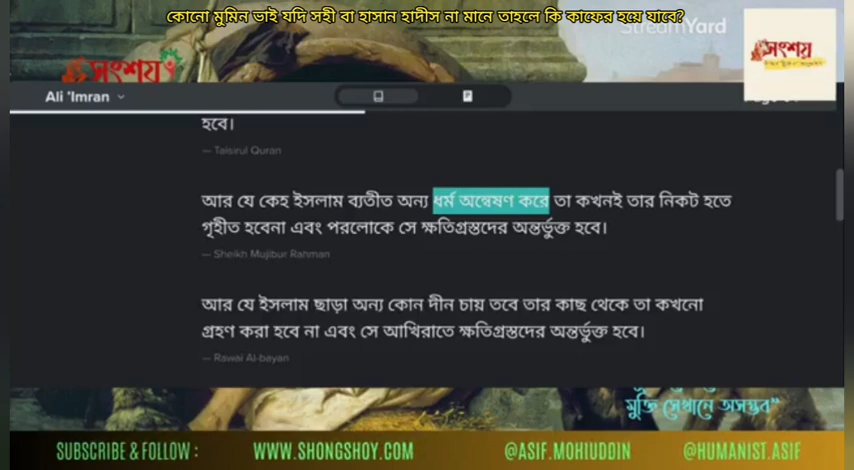 কোনো মুমিন ভাই যদি সহী বা হাসান হাদীস না মানে তাহলে কি কাফের হয়ে যাবে?
StreamYard
সংশয়
সংশয়
Ali 'Imran
হবে।
— Taisirul Quran
আর যে কেহ ইসলাম ব্যতীত অন্য ধর্ম অন্বেষণ করে তা কখনই তার নিকট হতে
গৃহীত হবেনা এবং পরলোকে সে ক্ষতিগ্রস্তদের অন্তর্ভুক্ত হবে।
— Sheikh Mujibur Rahman
আর যে ইসলাম ছাড়া অন্য কোন দীন চায় তবে তার কাছ থেকে তা কখনো
গ্রহণ করা হবে না এবং সে আখিরাতে ক্ষতিগ্রস্তদের অন্তর্ভুক্ত হবে।
— Rawai Al-bayan
মুক্তি সেখানে অসম্ভব”
SUBSCRIBE & FOLLOW : WWW.SHONGSHOY.COM @ASIF.MOHIUDDIN @HUMANIST.ASIF